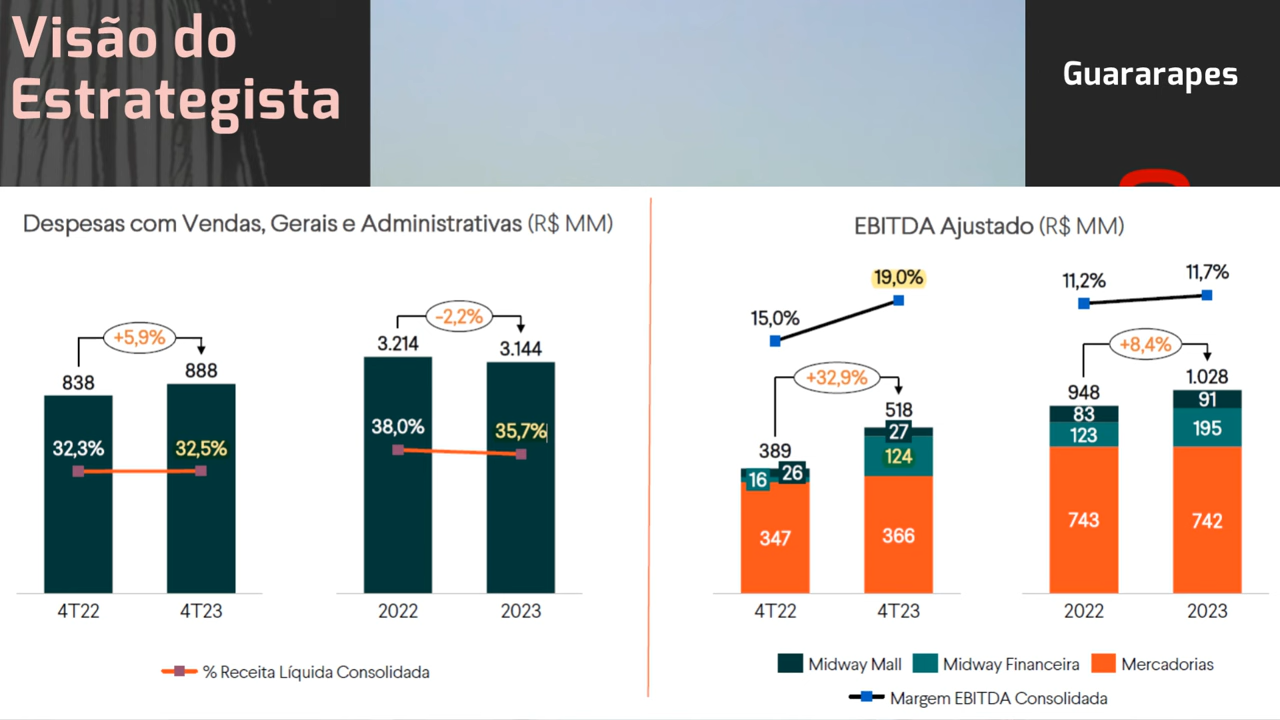 Visão do
Estrategista
Guararapes
Despesas com Vendas, Gerais e Administrativas (R$ MM)
+5,9%
838
888
32,3%
32,5%
4T22
4T23
-2,2%
3.214
3.144
38,0%
35,7%
2022
2023
% Receita Líquida Consolidada
EBITDA Ajustado (R$ MM)
15,0%
19,0%
+32,9%
389
518
16
26
27
124
347
366
4T22
4T23
11,2%
11,7%
+8,4%
948
1.028
83
91
123
195
743
742
2022
2023
Midway Mall
Midway Financeira
Mercadorias
Margem EBITDA Consolidada